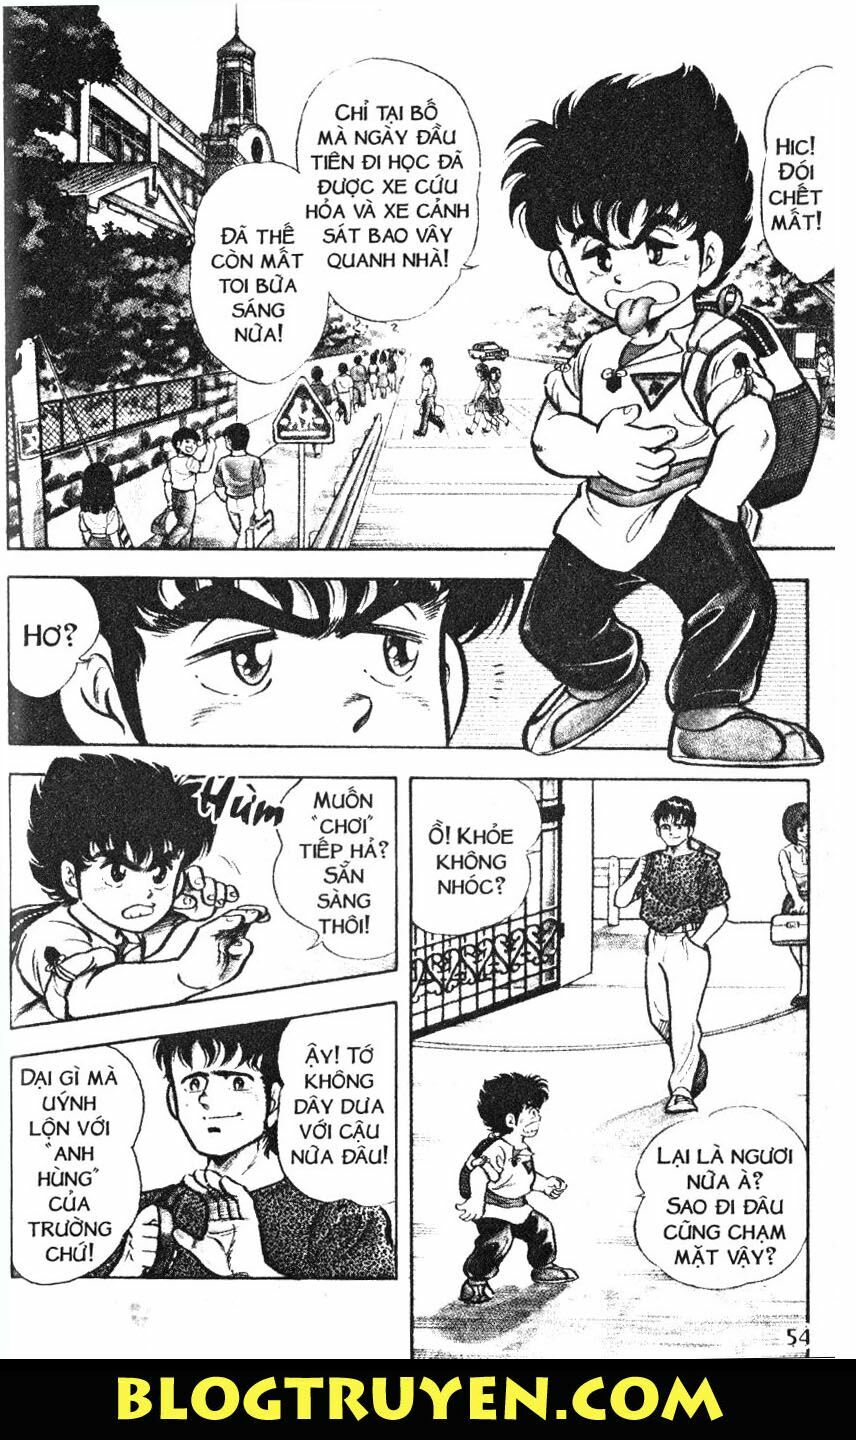 HIC!
ĐÓI
CHẾT
MẤT!
CHỈ TẠI BỐ
MÀ NGÀY ĐẦU
TIÊN ĐI HỌC ĐÃ
ĐƯỢC XE CỨU
HỎA VÀ XE CẢNH
SÁT BAO VÂY
QUANH NHÀ!
ĐÃ THẾ
CÒN MẤT
TOI BỮA
SÁNG
NỮA!
HƠ?
Ồ! KHỎE
KHÔNG
NHÓC?
LẠI LÀ NGƯƠI
NỮA À?
SAO ĐI ĐÂU
CŨNG CHẠM
MẶT VẬY?
MUỐN
"CHƠI"
TIẾP HẢ?
SẴN
SÀNG
THÔI!
HÙM
ẬY! TỚ
KHÔNG
DÂY DƯA
VỚI CẬU
NỮA ĐÂU!
DẠI GÌ MÀ
UÝNH
LỘN VỚI
"ANH
HÙNG"
CỦA
TRƯỜNG
CHỨ!
54
BLOGTRUYEN.COM